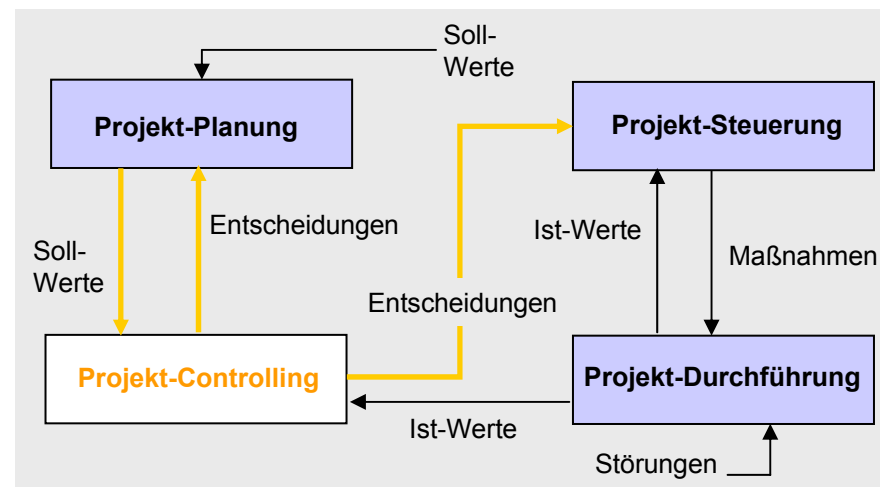 Soll-
Werte
Projekt-Planung
Projekt-Steuerung
Entscheidungen
Ist-Werte
Soll-
Werte
Maßnahmen
Entscheidungen
Projekt-Controlling
Projekt-Durchführung
Ist-Werte
Störungen